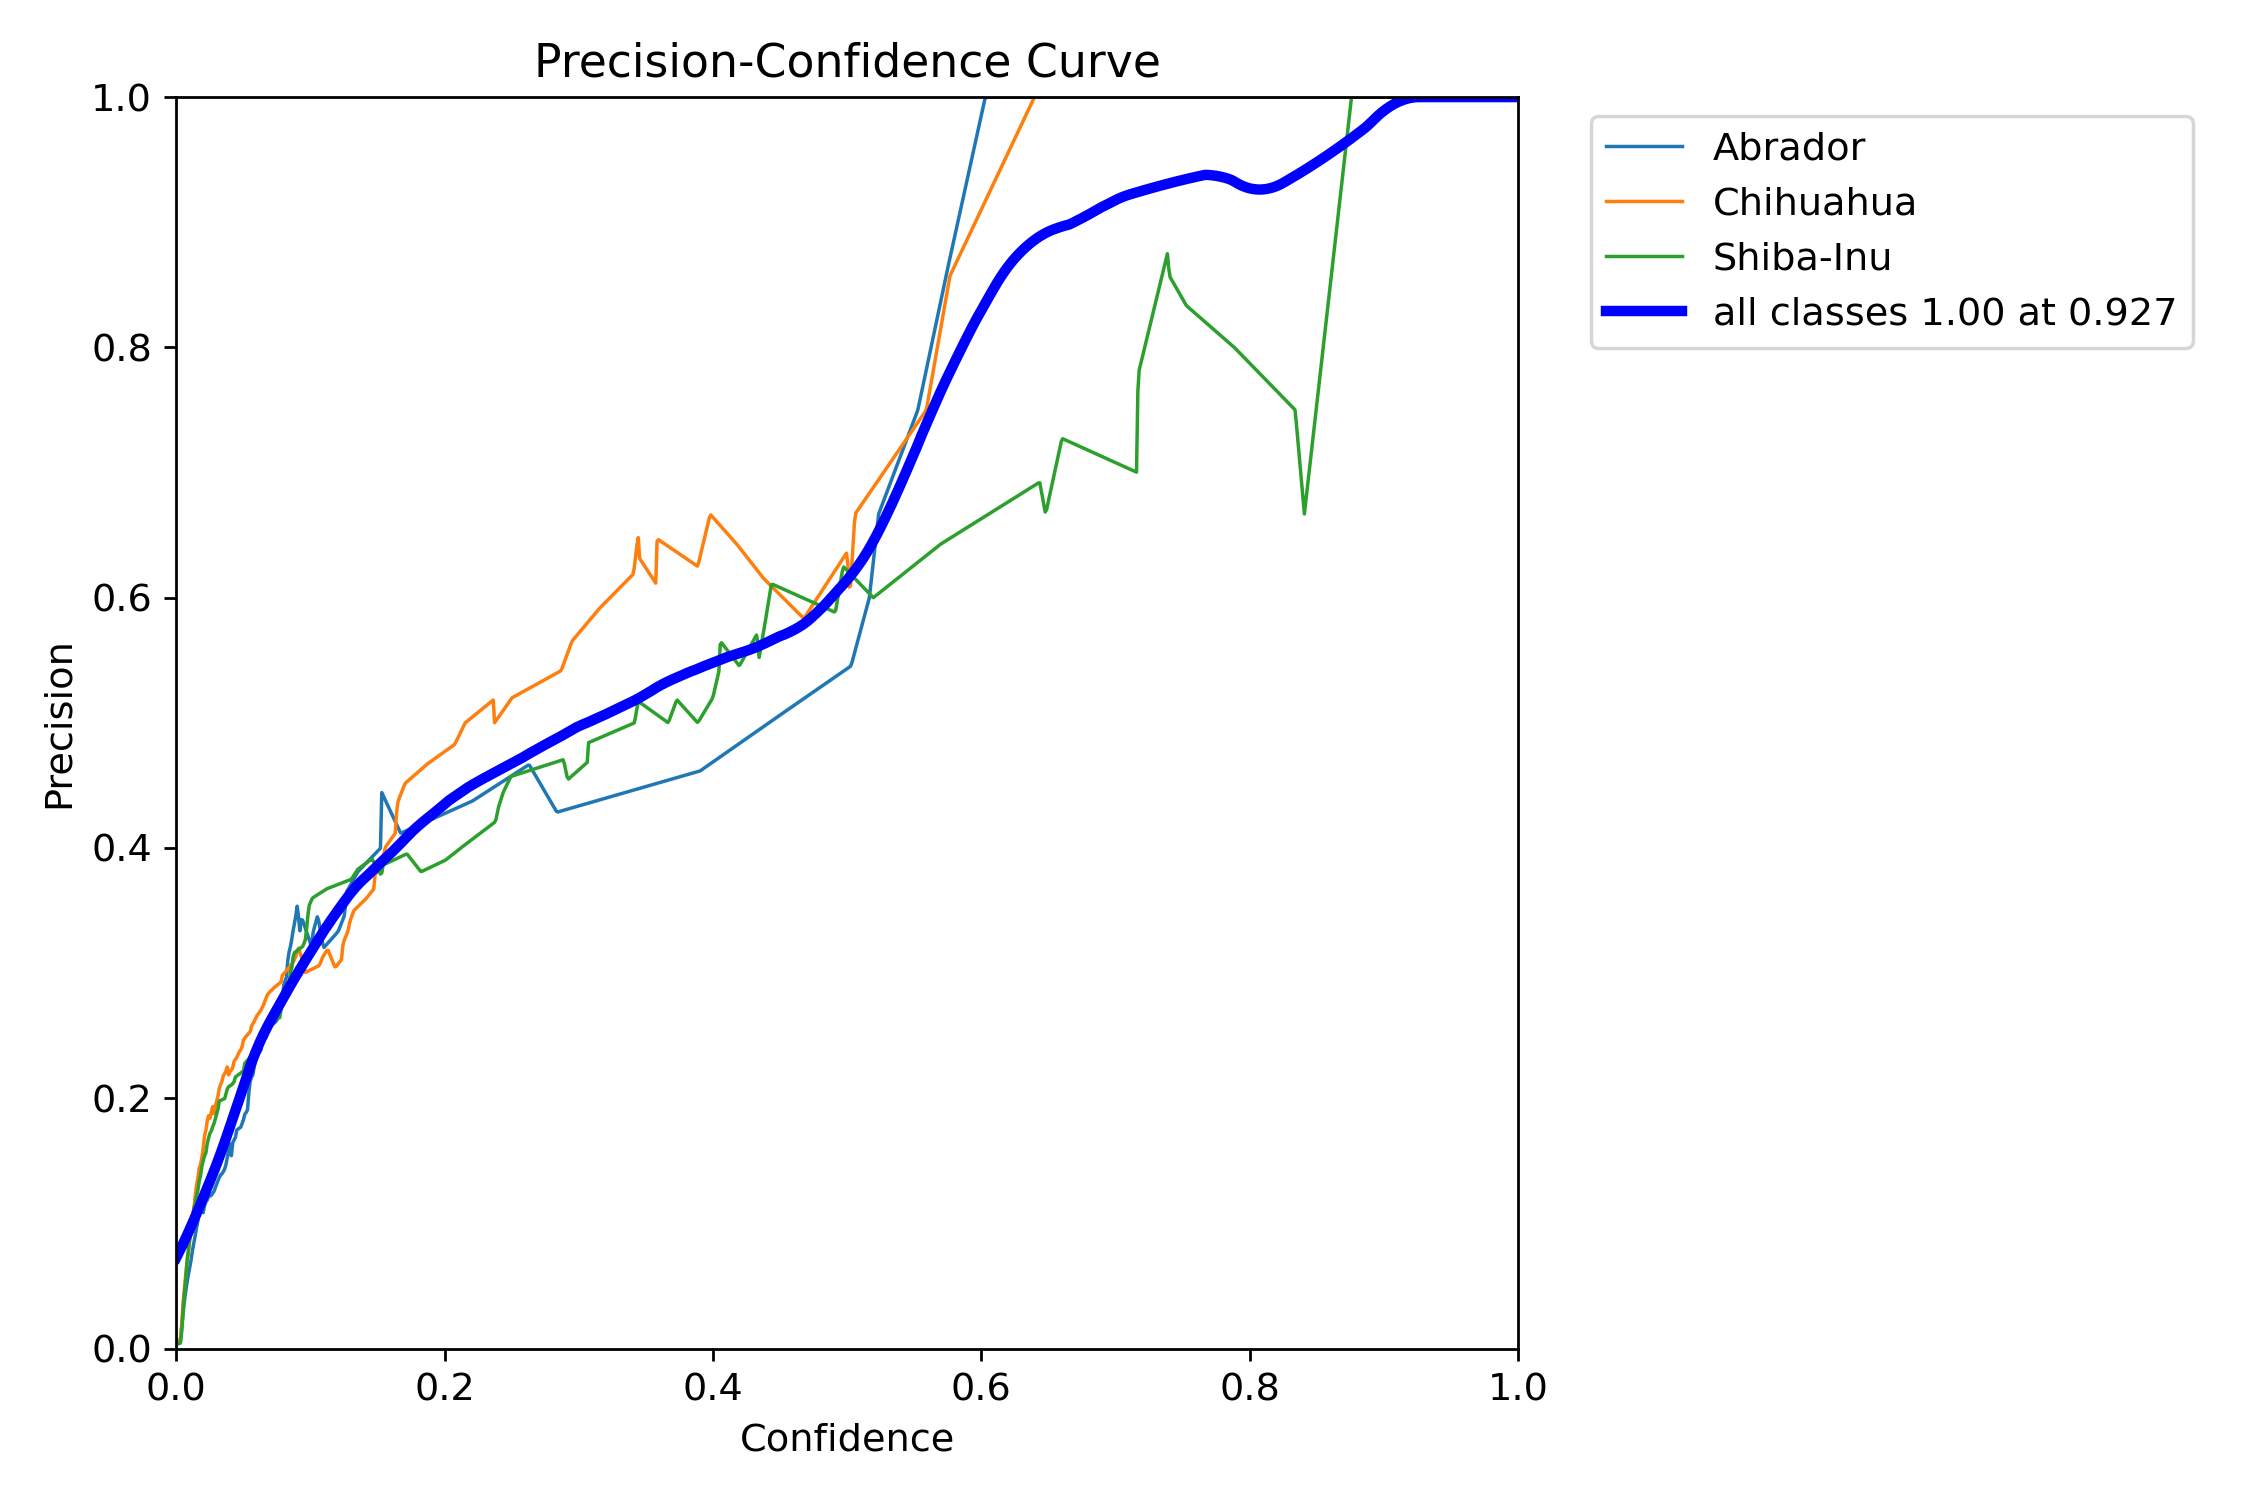 Precision-Confidence Curve
1.0
0.8
0.6
0.4
0.2
0.0
Precision
0.0 0.2 0.4 0.6 0.8 1.0
Confidence
Abrador
Chihuahua
Shiba-Inu
all classes 1.00 at 0.927